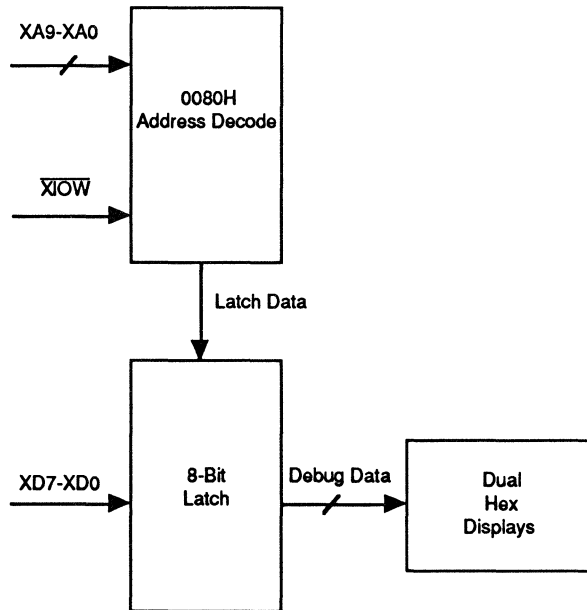 XA9-XA0
0080H
Address Decode
XIOW
Latch Data
XD7-XD0
8-Bit
Latch
Debug Data
Dual
Hex
Displays